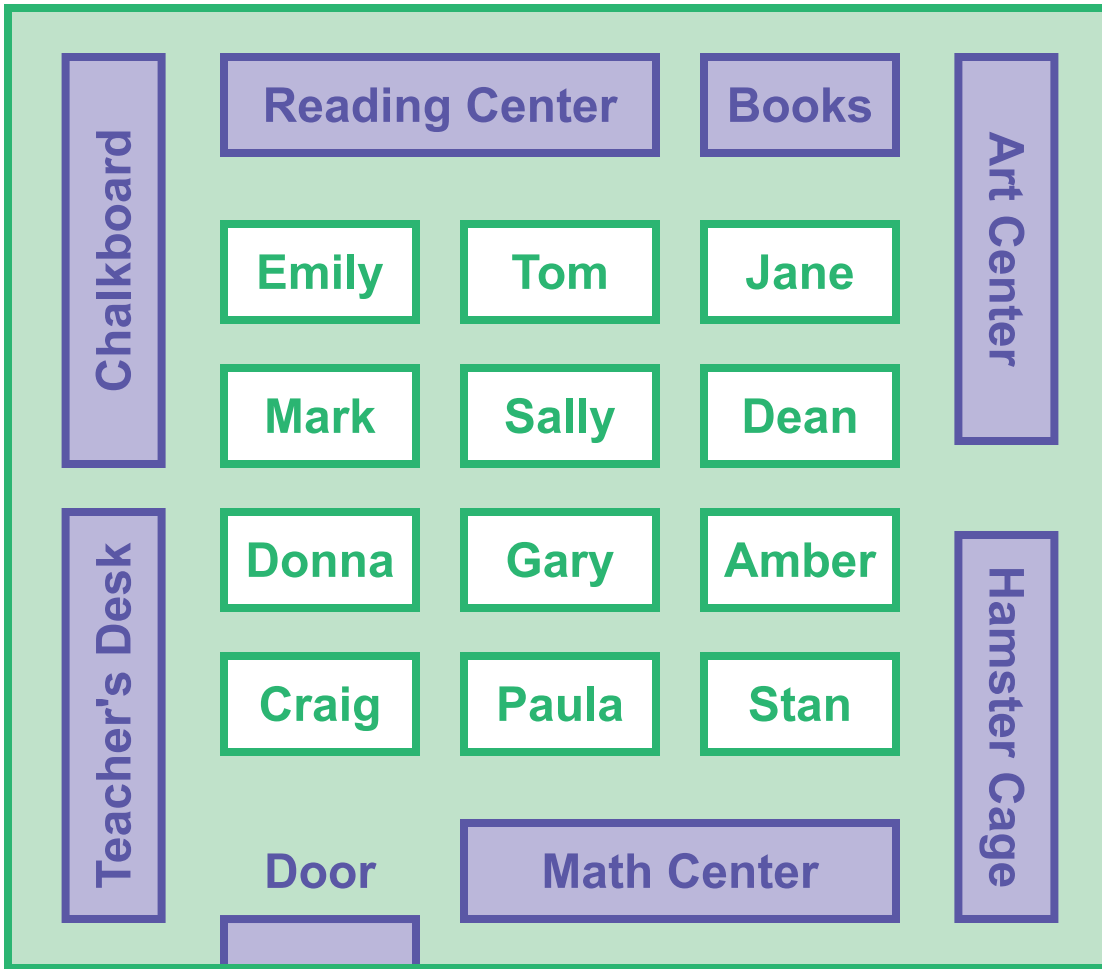 Chalkboard
Reading Center
Books
Art Center
Emily
Tom
Jane
Mark
Sally
Dean
Teacher's Desk
Donna
Gary
Amber
Hamster Cage
Craig
Paula
Stan
Door
Math Center